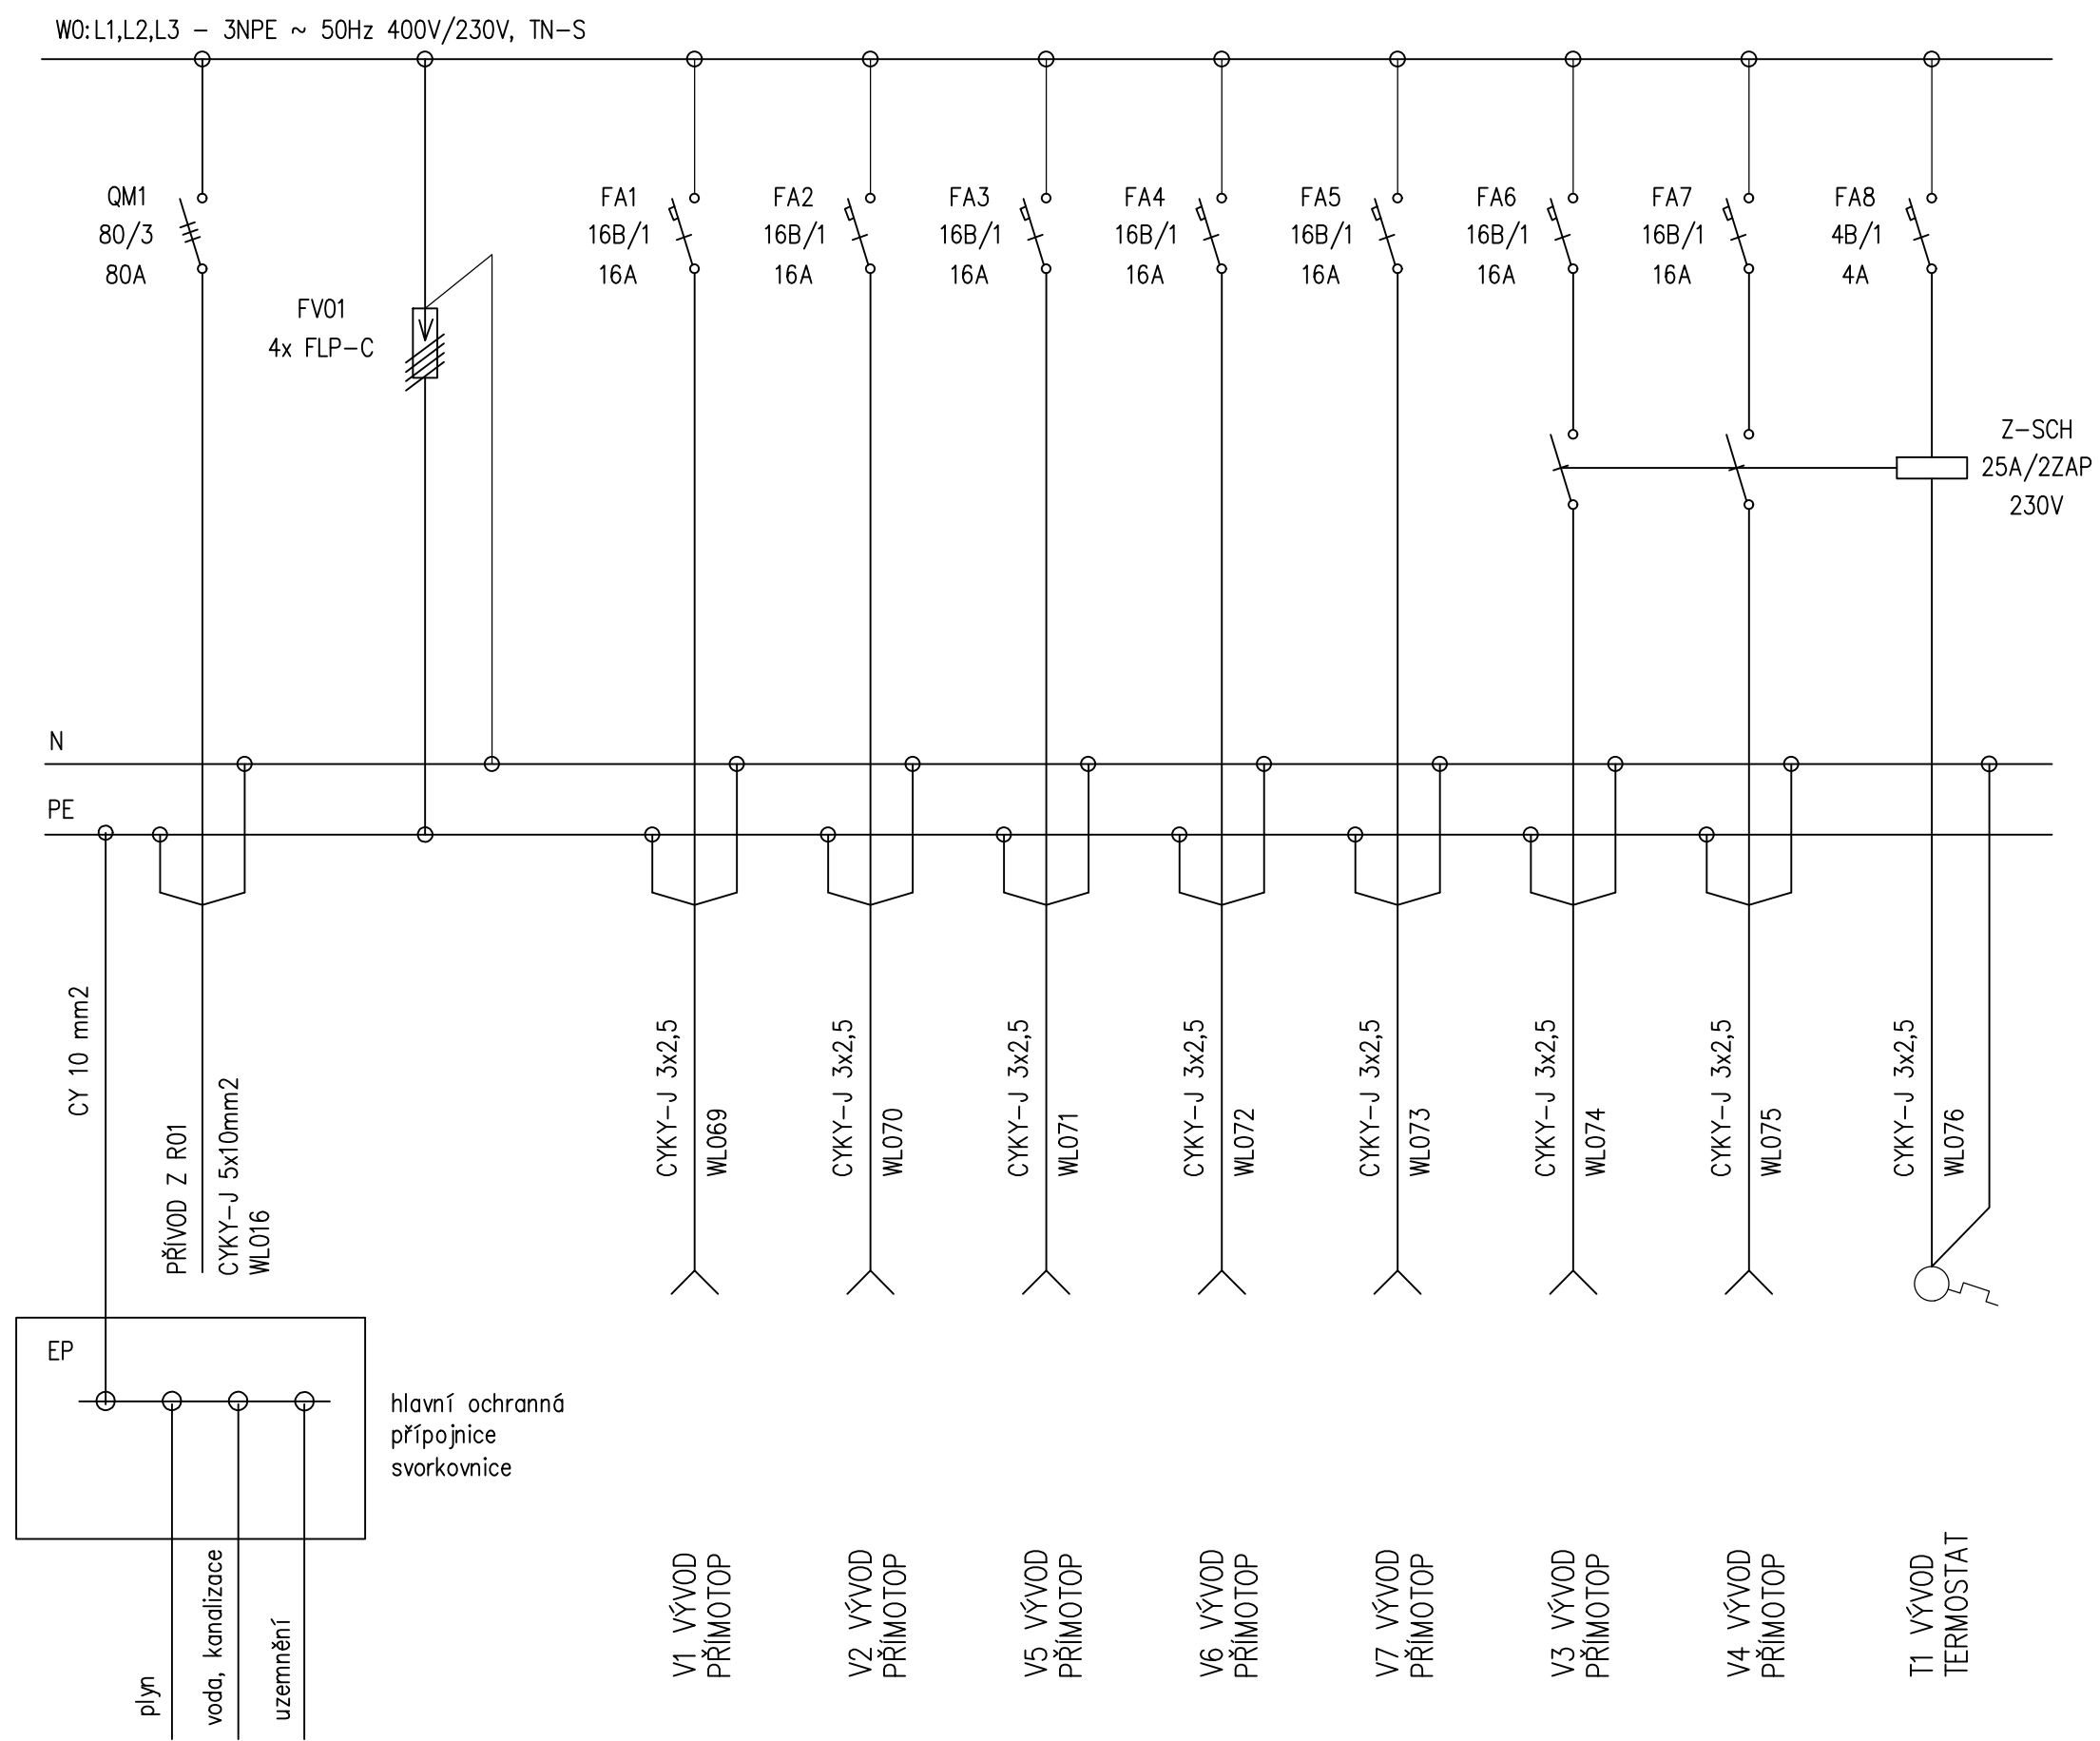 W0:L1,L2,L3 – 3NPE ~ 50Hz 400V/230V, TN–S
QM1
80/3
80A
FV01
4x FLP–C
FA1
16B/1
16A
FA2
16B/1
16A
FA3
16B/1
16A
FA4
16B/1
16A
FA5
16B/1
16A
FA6
16B/1
16A
FA7
16B/1
16A
FA8
4B/1
4A
Z–SCH
25A/2ZAP
230V
N
PE
CY 10 mm2
PŘÍVOD Z R01
CYKY–J 5x10mm2
WL016
CYKY–J 3x2,5
WL069
CYKY–J 3x2,5
WL070
CYKY–J 3x2,5
WL071
CYKY–J 3x2,5
WL072
CYKY–J 3x2,5
WL073
CYKY–J 3x2,5
WL074
CYKY–J 3x2,5
WL075
CYKY–J 3x2,5
WL076
EP
hlavní ochranná
přípojnice
svorkovnice
plyn
voda, kanalizace
uzemnění
V1 VÝVOD
PŘÍMOTOP
V2 VÝVOD
PŘÍMOTOP
V5 VÝVOD
PŘÍMOTOP
V6 VÝVOD
PŘÍMOTOP
V7 VÝVOD
PŘÍMOTOP
V3 VÝVOD
PŘÍMOTOP
V4 VÝVOD
PŘÍMOTOP
T1 VÝVOD
TERMOSTAT